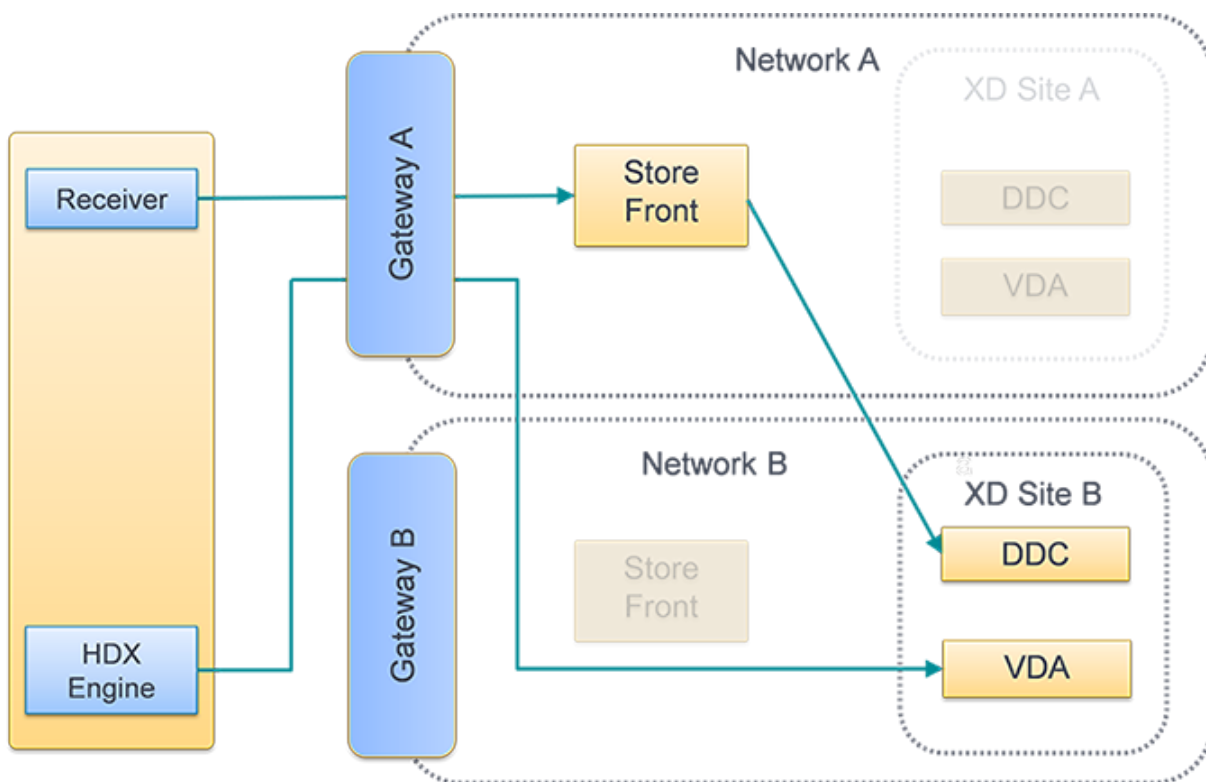 Network A
XD Site A
Gateway A
Receiver
Store
Front
DDC
VDA
Network B
XD Site B
Gateway B
Store
Front
DDC
HDX
Engine
VDA